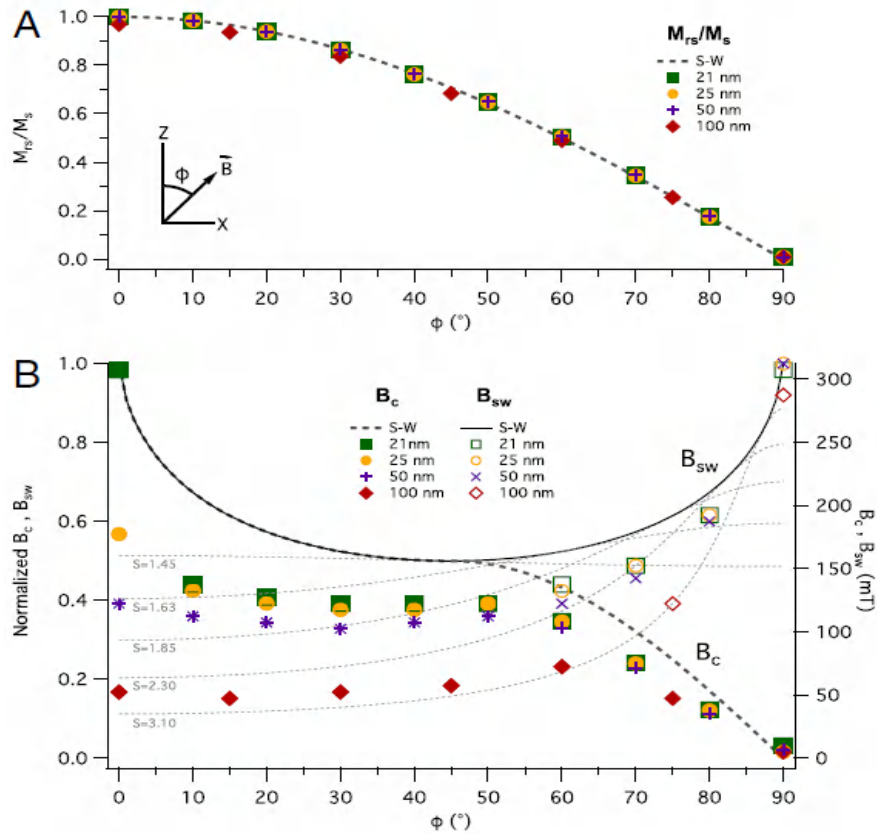 A
1.0
0.8
0.6
0.4
0.2
0.0
Mrs/Ms
Z
ϕ
B
X
Mrs/Ms
S-W
21 nm
25 nm
50 nm
100 nm
0 10 20 30 40 50 60 70 80 90
ϕ (°)
B
1.0
0.8
0.6
0.4
0.2
0.0
Normalized Bc , Bsw
Bc Bsw
S-W S-W
21nm 21 nm
25 nm 25 nm
50 nm 50 nm
100 nm 100 nm
Bsw
Bc
S=1.45
S=1.63
S=1.85
S=2.30
S=3.10
300
250
200
150
100
50
0
Bc , Bsw (mT)
0 10 20 30 40 50 60 70 80 90
ϕ (°)